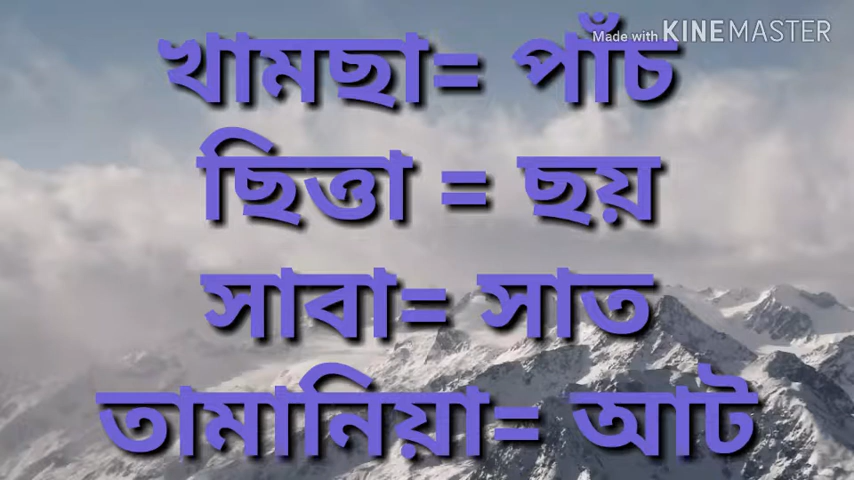 Made with KINEMASTER
খামছা= পাঁচ
ছিত্তা = ছয়
সাবা= সাত
তামানিয়া= আট